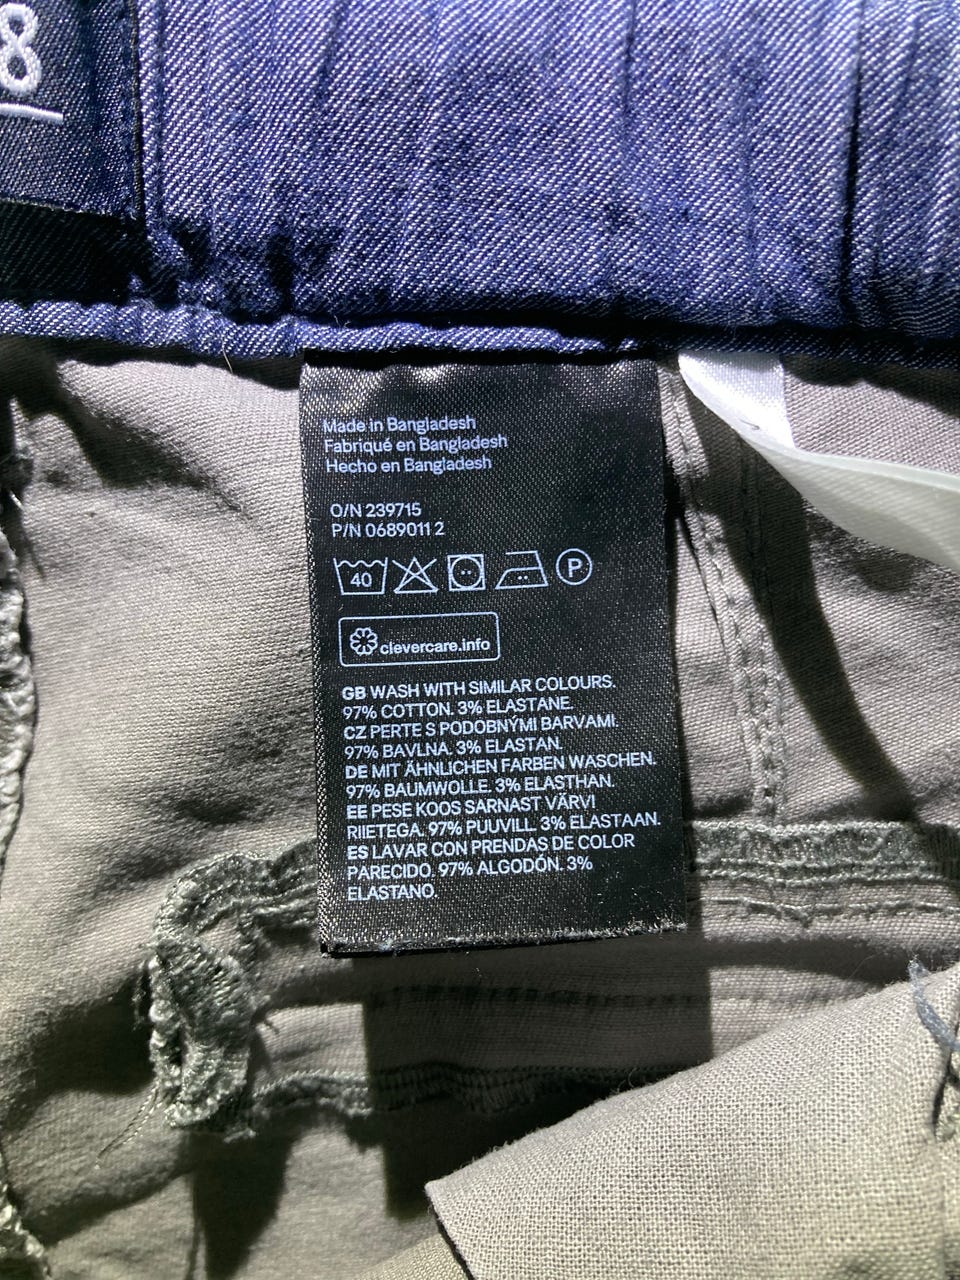 8
Made in Bangladesh
Fabriqué en Bangladesh
Hecho en Bangladesh
O/N 239715
P/N 0689011 2
40 P
clevercare.info
GB WASH WITH SIMILAR COLOURS.
97% COTTON. 3% ELASTANE.
CZ PERTE S PODOBNÝMI BARVAMI.
97% BAVLNA. 3% ELASTAN.
DE MIT ÄHNLICHEN FARBEN WASCHEN.
97% BAUMWOLLE. 3% ELASTHAN.
EE PESE KOOS SARNAST VÄRVI
RIIETEGA. 97% PUUVILL. 3% ELASTAAN.
ES LAVAR CON PRENDAS DE COLOR
PARECIDO. 97% ALGODÓN. 3%
ELASTANO.